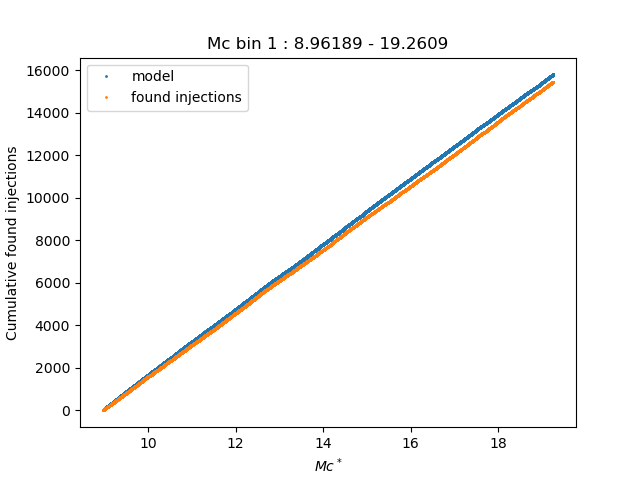 Mc bin 1 : 8.96189 - 19.2609
model
found injections
Cumulative found injections
16000
14000
12000
10000
8000
6000
4000
2000
0
10 12 14 16 18
Mc*